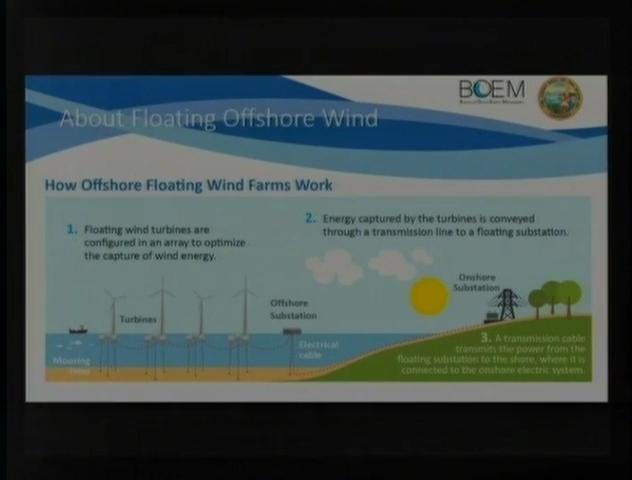 BOEM
About Floating Offshore Wind
How Offshore Floating Wind Farms Work
1. Floating wind turbines are
configured in an array to optimize
the capture of wind energy.
2. Energy captured by the turbines is conveyed
through a transmission line to a floating substation.
Onshore
Substation
Offshore
Substation
Turbines
Electrical
cable
Mooring
3. A transmission cable
transmits the power from the
floating substation to the shore, where it is
connected to the onshore electric system.